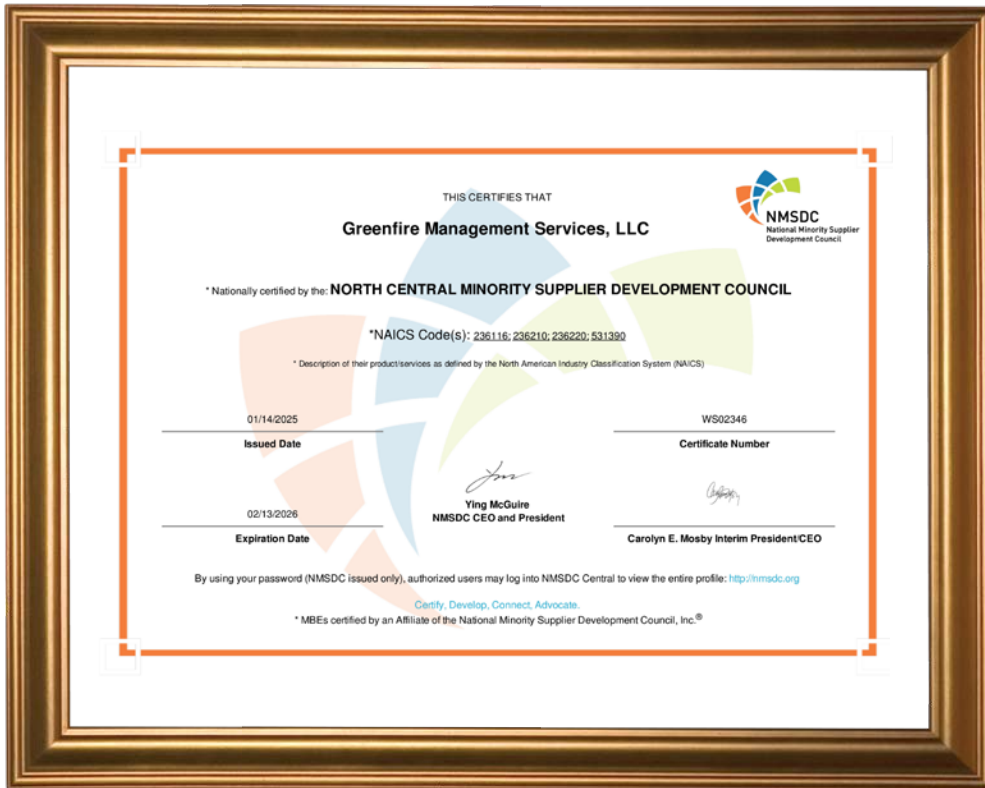 THIS CERTIFIES THAT
NMSDC
National Minority Supplier
Development Council
Greenfire Management Services, LLC
* Nationally certified by the: NORTH CENTRAL MINORITY SUPPLIER DEVELOPMENT COUNCIL
*NAICS Code(s): 236116; 236210; 236220; 531390
* Description of their product/services as defined by the North American Industry Classification System (NAICS)
01/14/2025
Issued Date
WS02346
Certificate Number
Ying McGuire
NMSDC CEO and President
02/13/2026
Expiration Date
Carolyn E. Mosby Interim President/CEO
By using your password (NMSDC issued only), authorized users may log into NMSDC Central to view the entire profile: http://nmsdc.org
Certify, Develop, Connect, Advocate.
* MBEs certified by an Affiliate of the National Minority Supplier Development Council, Inc.®